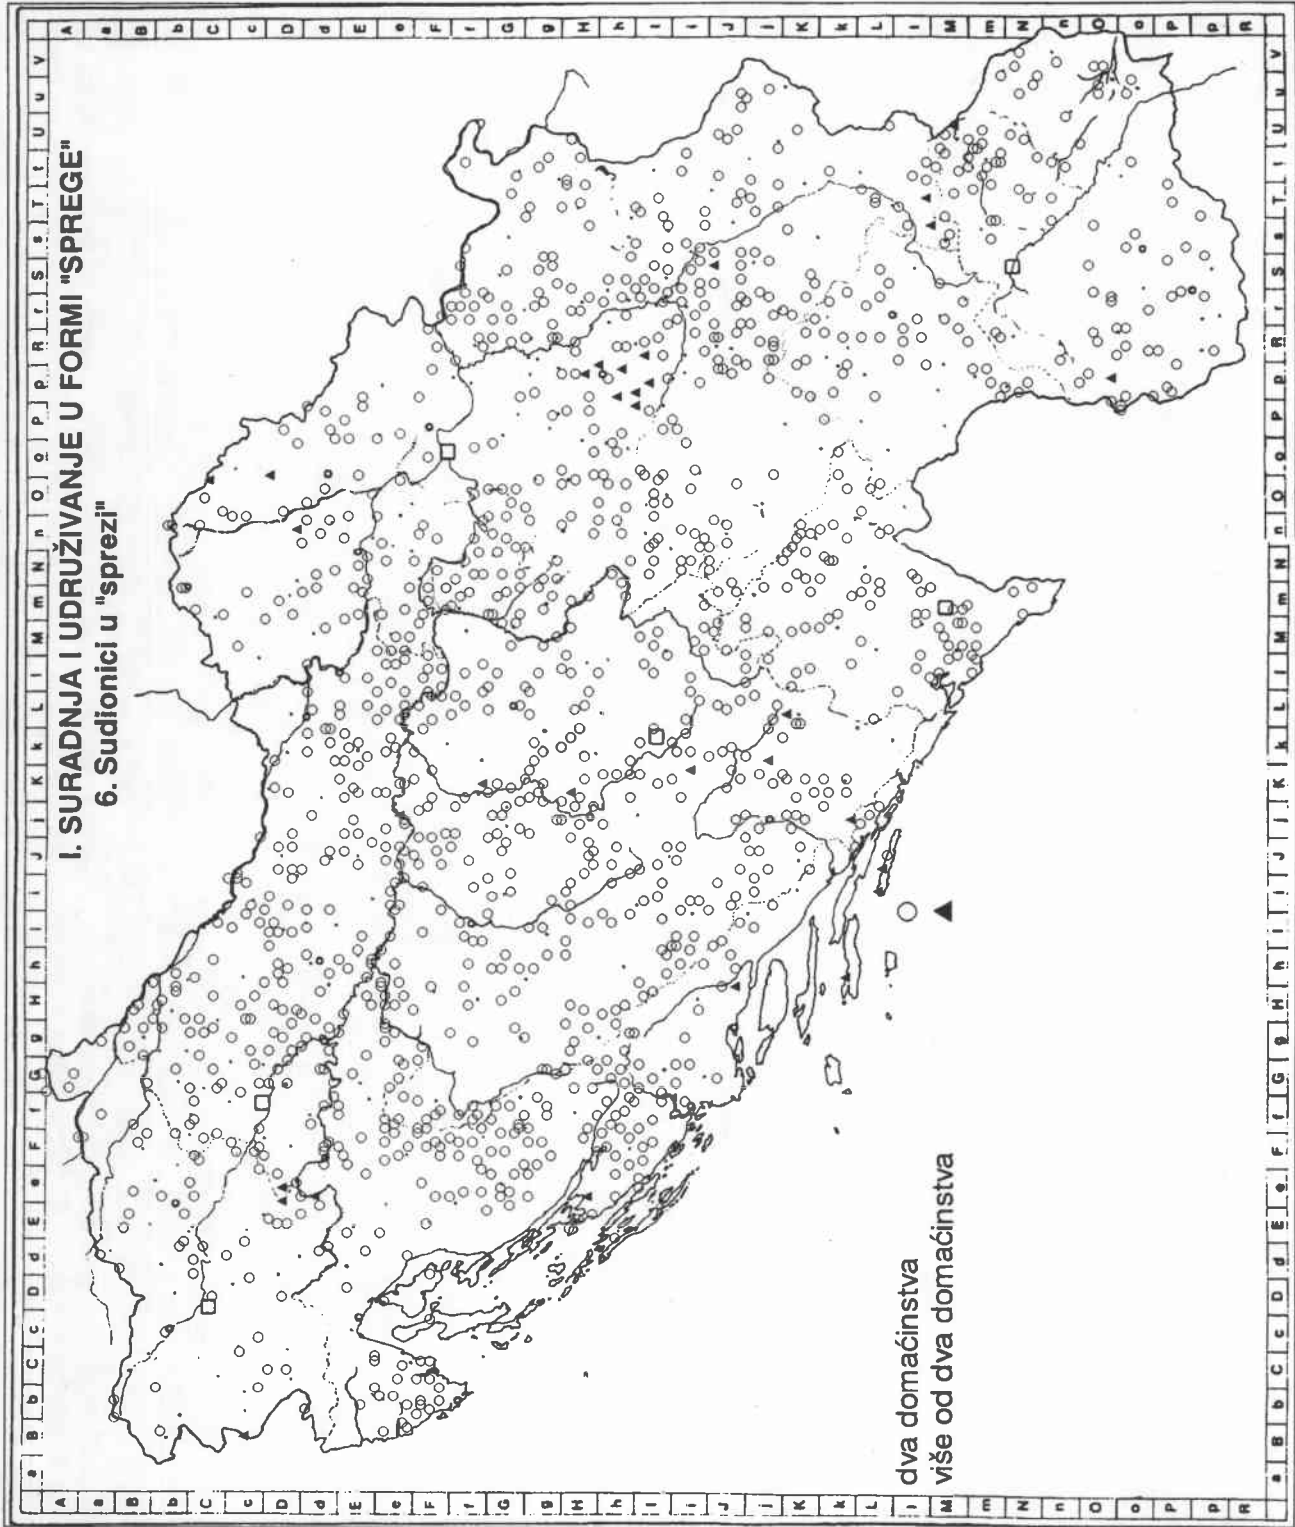 a B b C c D d E e F f G g H h I i J j K k L l M m N n O o P p R r S s T t U u V
I. SURADNJA I UDRUŽIVANJE U FORMI "SPREGE"
6. Sudionici u "sprezi"
A a B b C c D d E e F f G g H h I i J j K k L l M m N n O o P p R
A a B b C c D d E e F f G g H h I i J j K k L l M m N n O o P p R
dva domaćinstva
više od dva domaćinstva
a B b C c D d E e F f G g H h I i J j K k L l M m N n O o P p R r S s T t U u V